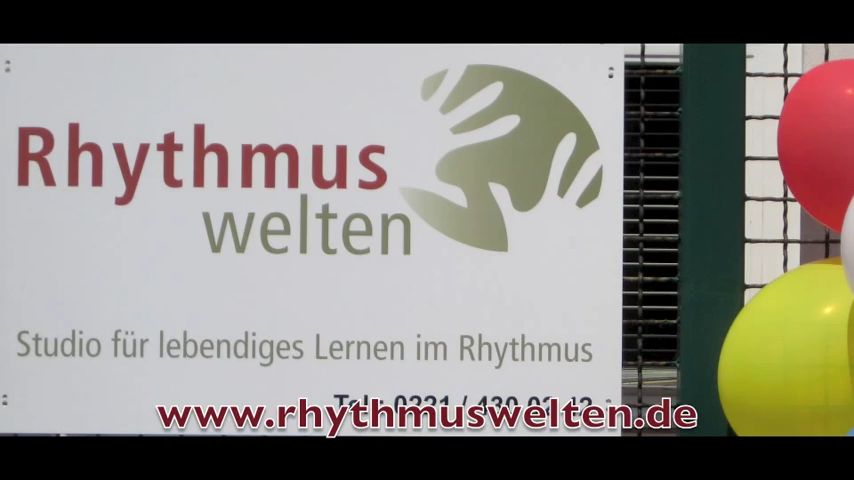 Rhythmus
welten
Studio für lebendiges Lernen im Rhythmus
www.rhythmuswelten.de